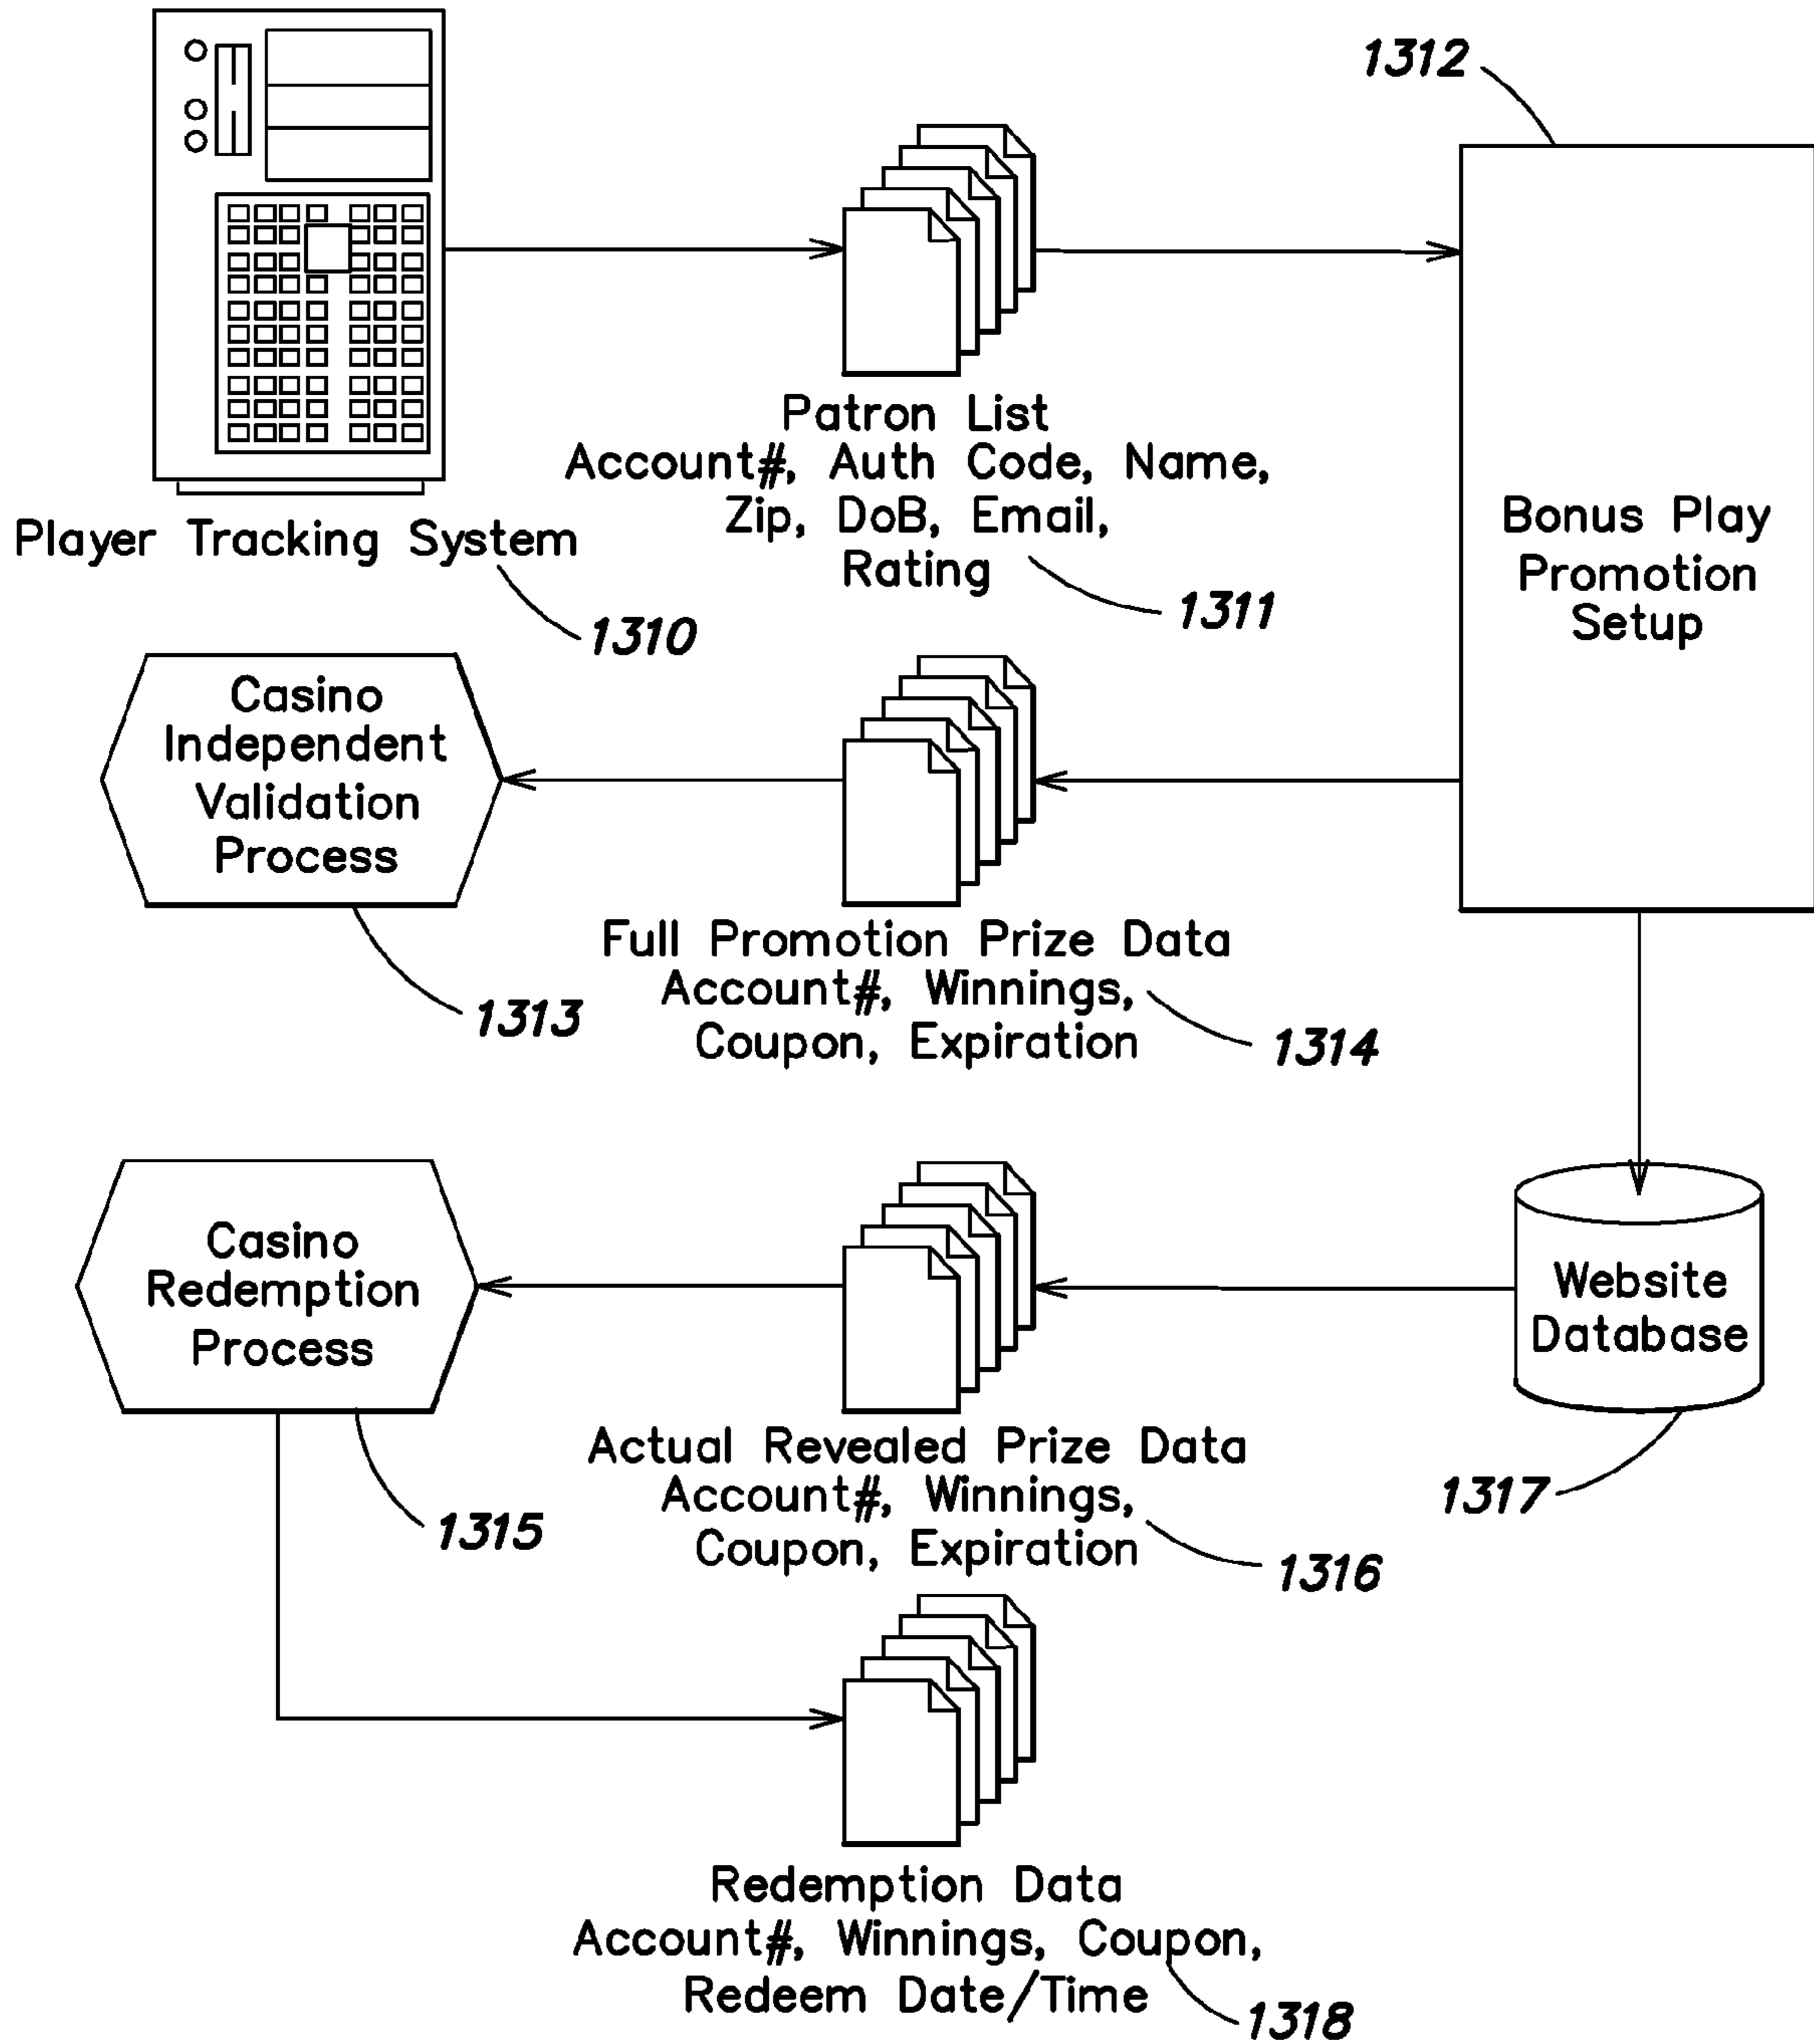 1312
Patron List
Account#, Auth Code, Name,
Zip, DoB, Email,
Rating
1311
Player Tracking System
1310
Bonus Play
Promotion
Setup
Casino
Independent
Validation
Process
1313
Full Promotion Prize Data
Account#, Winnings,
Coupon, Expiration
1314
Casino
Redemption
Process
1315
Actual Revealed Prize Data
Account#, Winnings,
Coupon, Expiration
1316
Website
Database
1317
Redemption Data
Account#, Winnings, Coupon,
Redeem Date/Time
1318